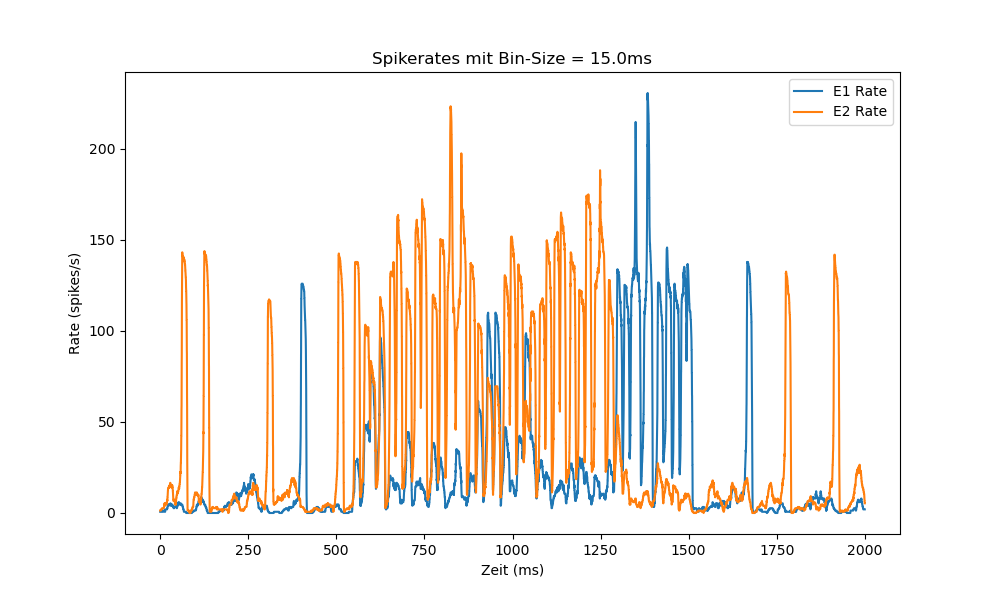 Spikerates mit Bin-Size = 15.0ms
E1 Rate
E2 Rate
Rate (spikes/s)
200
150
100
50
0
0 250 500 750 1000 1250 1500 1750 2000
Zeit (ms)